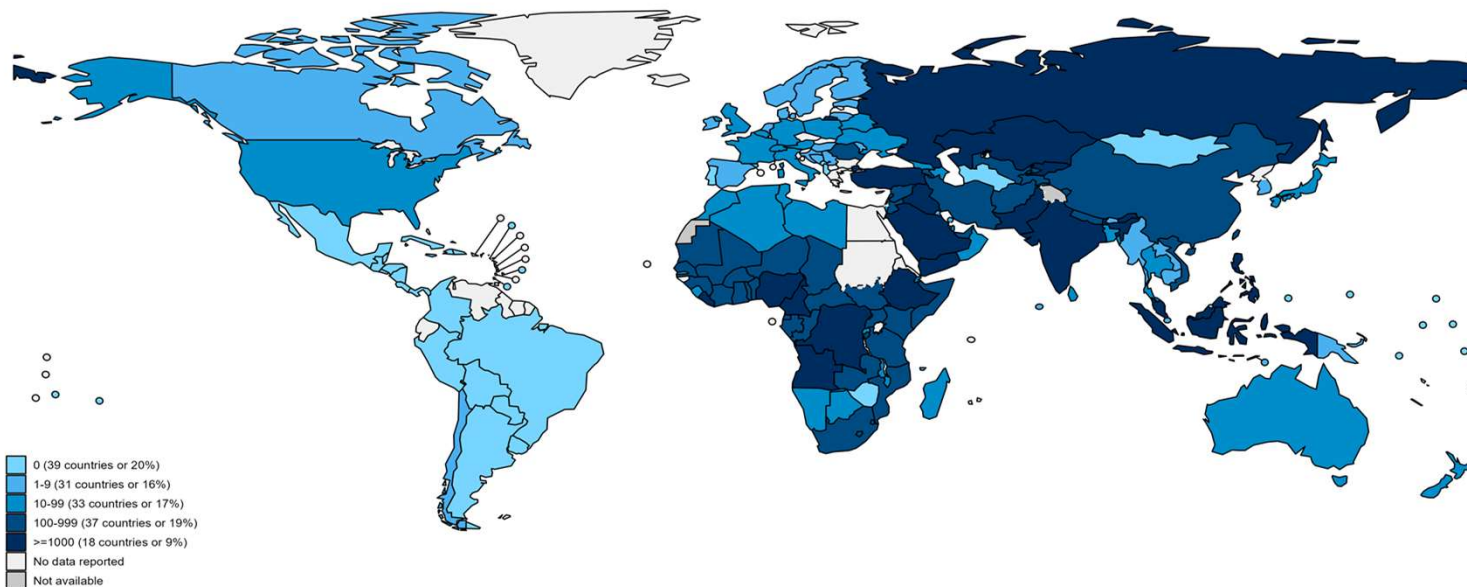 0 (39 countries or 20%)
1-9 (31 countries or 16%)
10-99 (33 countries or 17%)
100-999 (37 countries or 19%)
>=1000 (18 countries or 9%)
No data reported
Not available